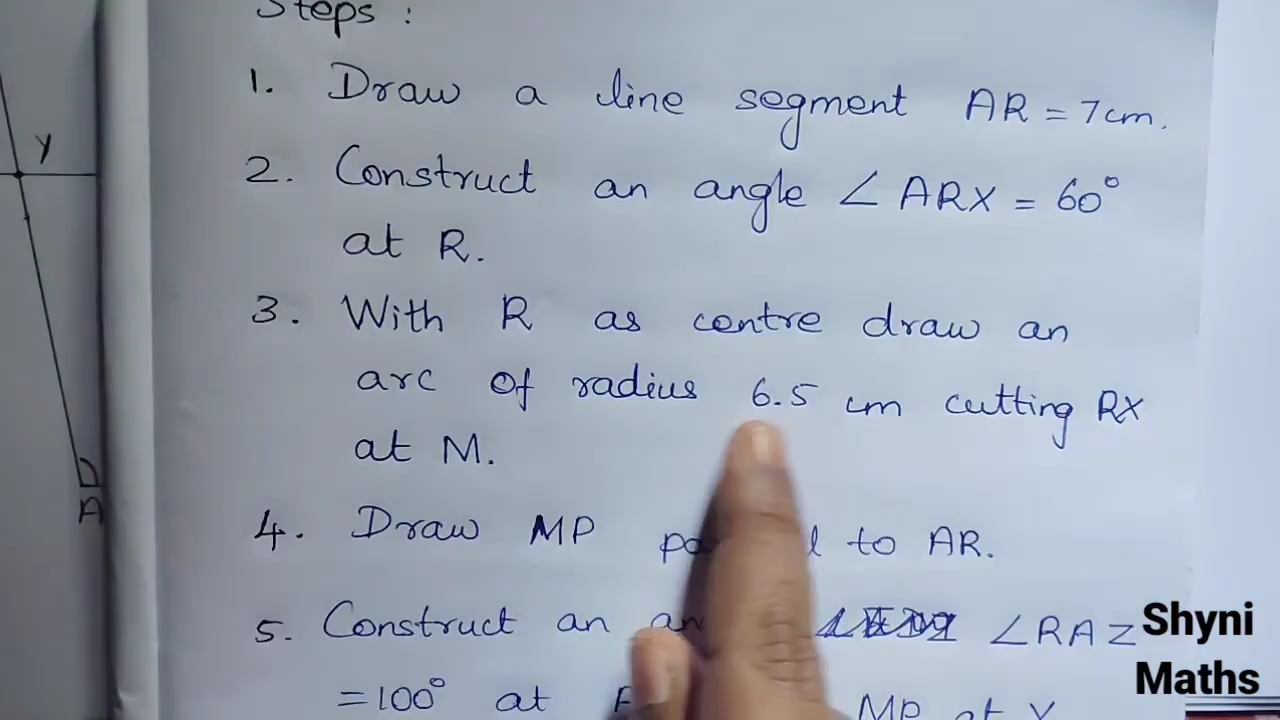 Steps :
1. Draw a line segment AR = 7cm.
2. Construct an angle ∠ARX = 60°
at R.
3. With R as centre draw an
arc of radius 6.5 cm cutting RX
at M.
4. Draw MP to AR.
5. Construct an ∠RAZ
=100° at MP at Y
Y
A
Shyni
Maths